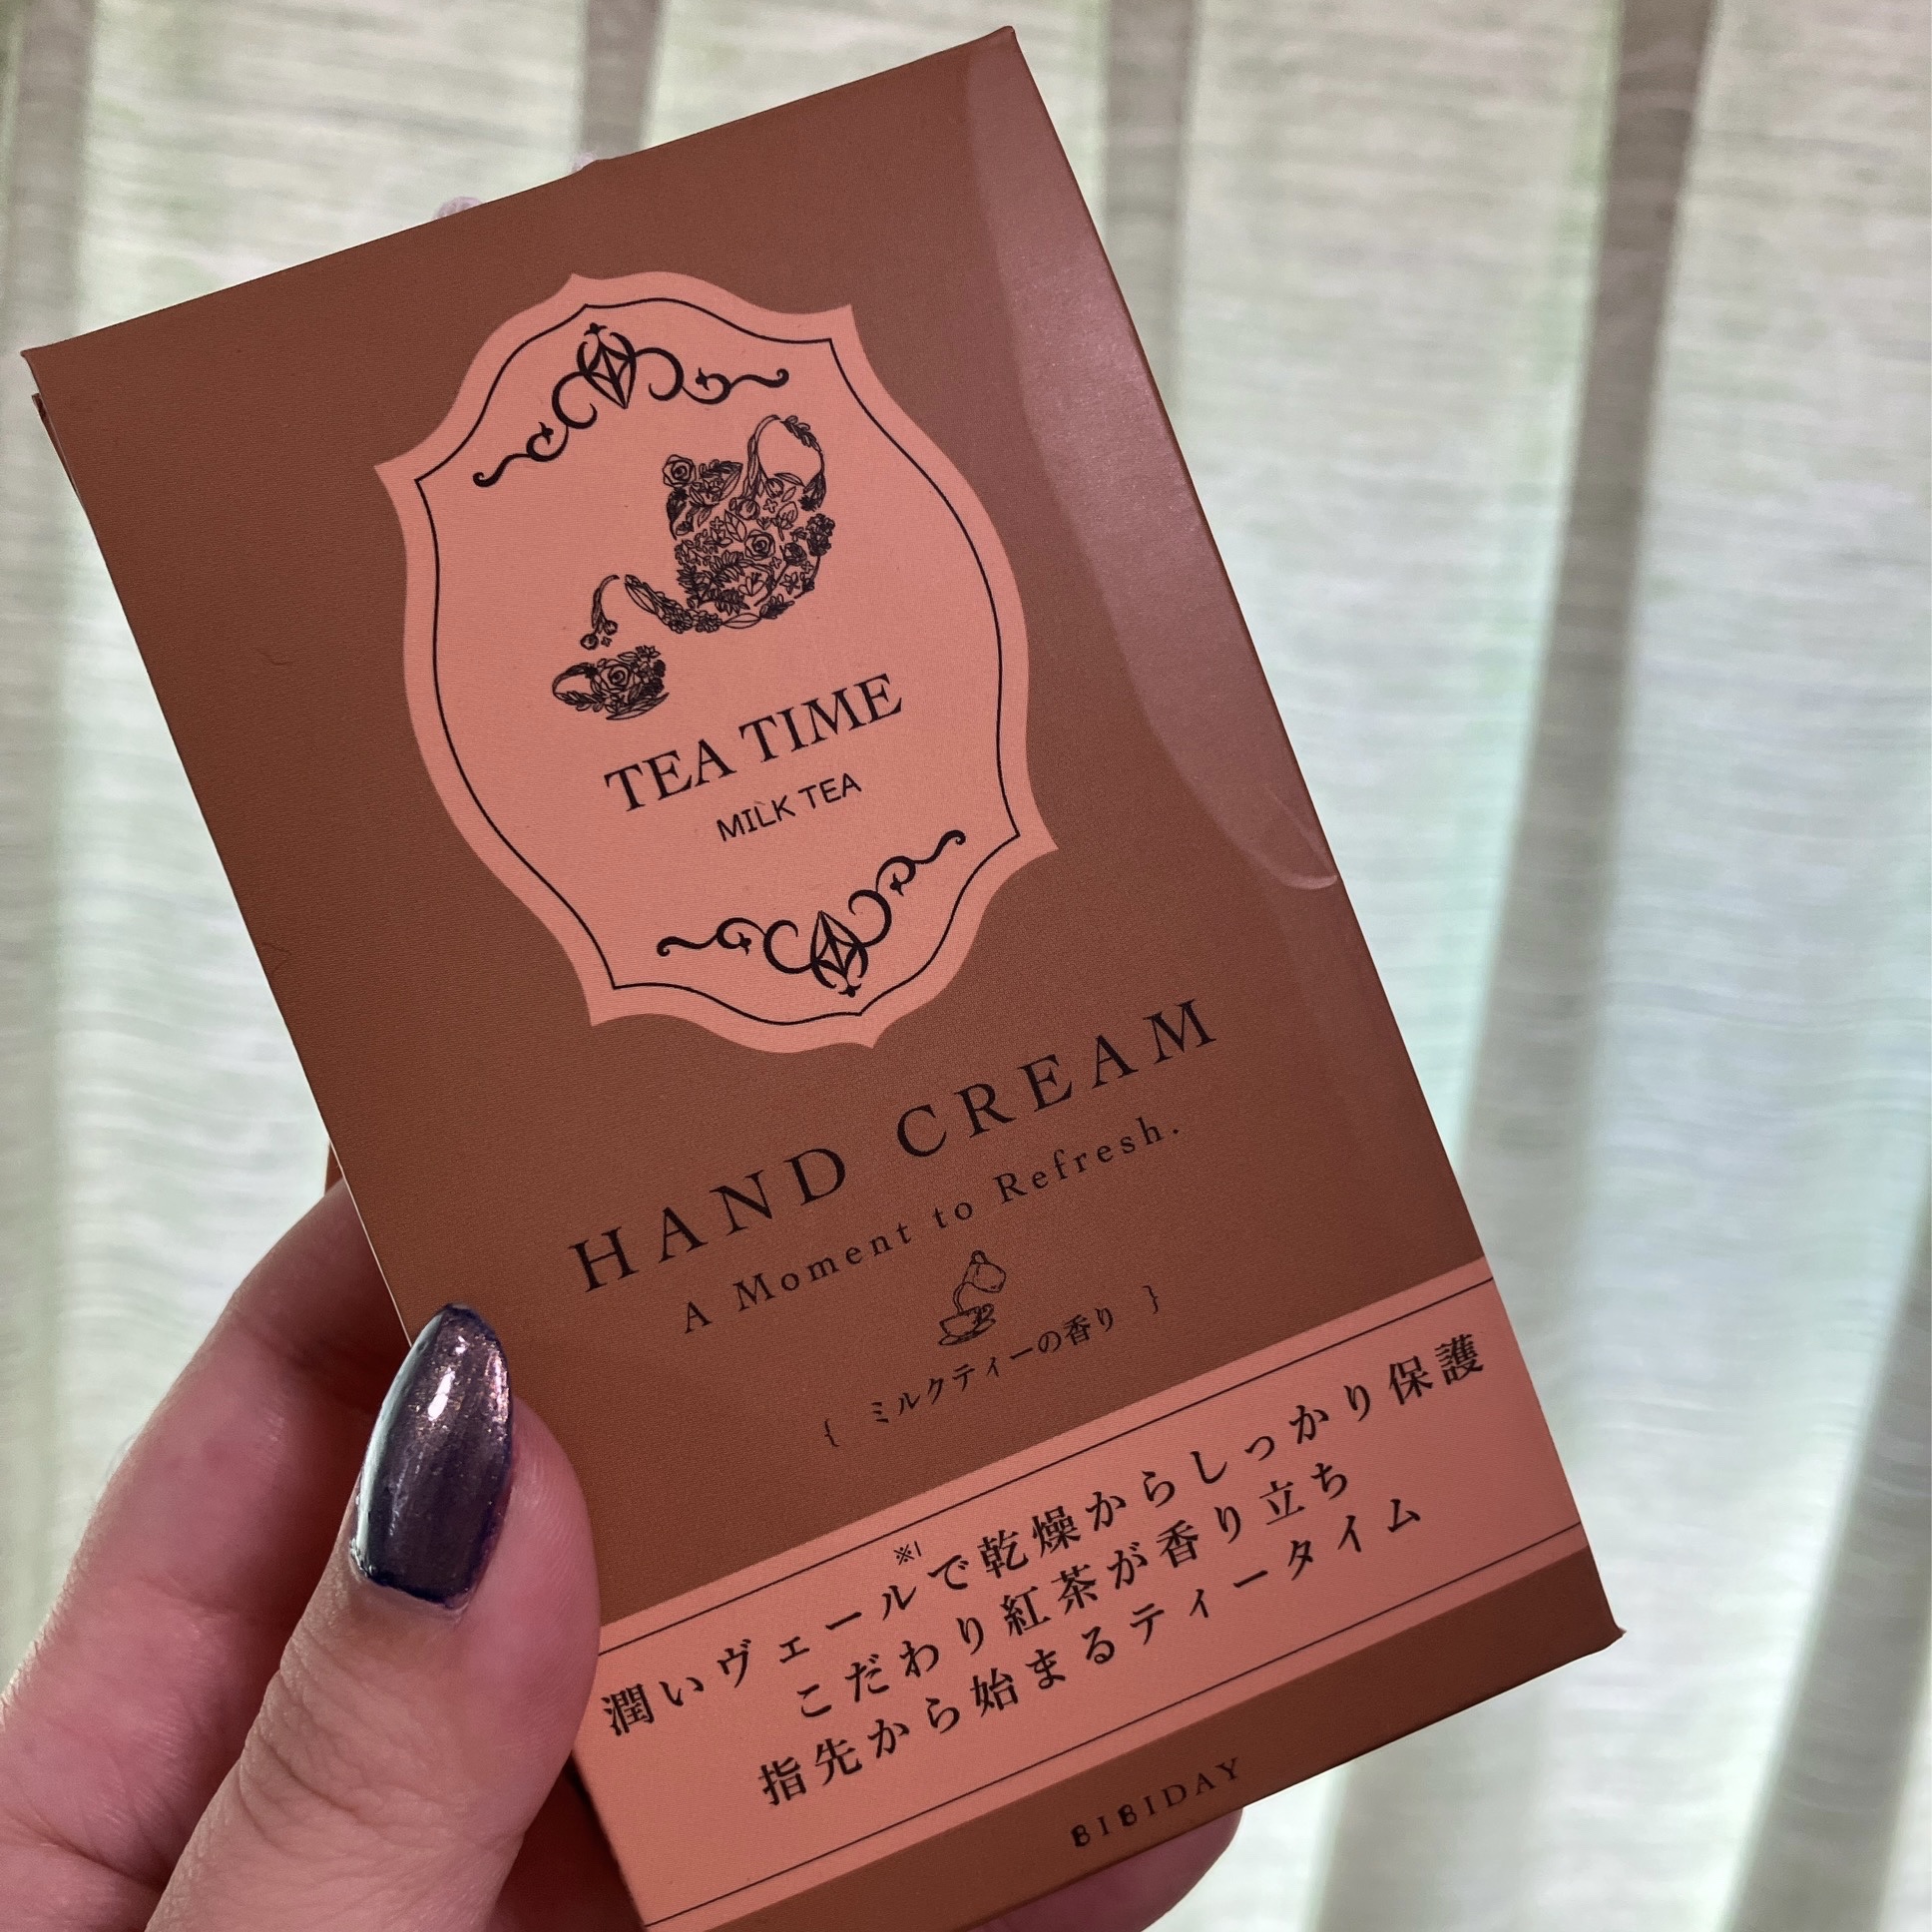 TEA TIME
MILK TEA
HAND CREAM
A Moment to Refresh.
{ ミルクティーの香り }
潤いヴェール※1で乾燥からしっかり保護
こだわり紅茶が香り立ち
指先から始まるティータイム
BIBIDAY